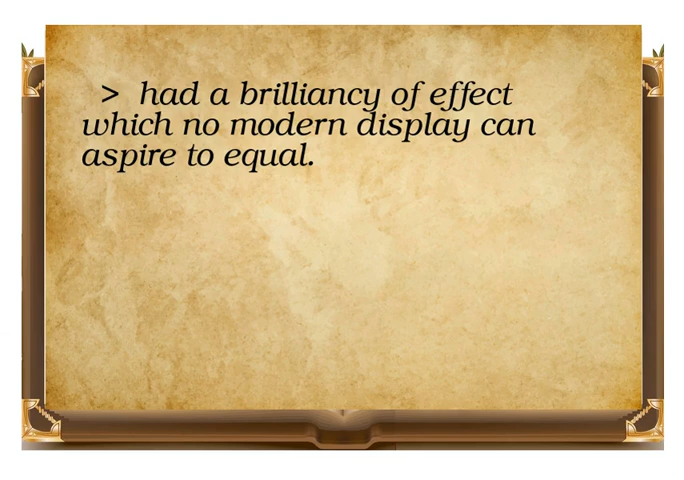 > had a brilliancy of effect
which no modern display can
aspire to equal.